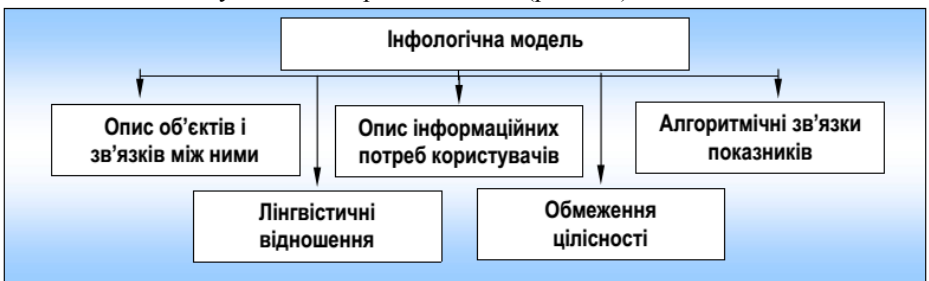 Інфологічна модель
Опис об’єктів і
зв’язків між ними
Опис інформаційних
потреб користувачів
Алгоритмічні зв’язки
показників
Лінгвістичні
відношення
Обмеження
цілісності